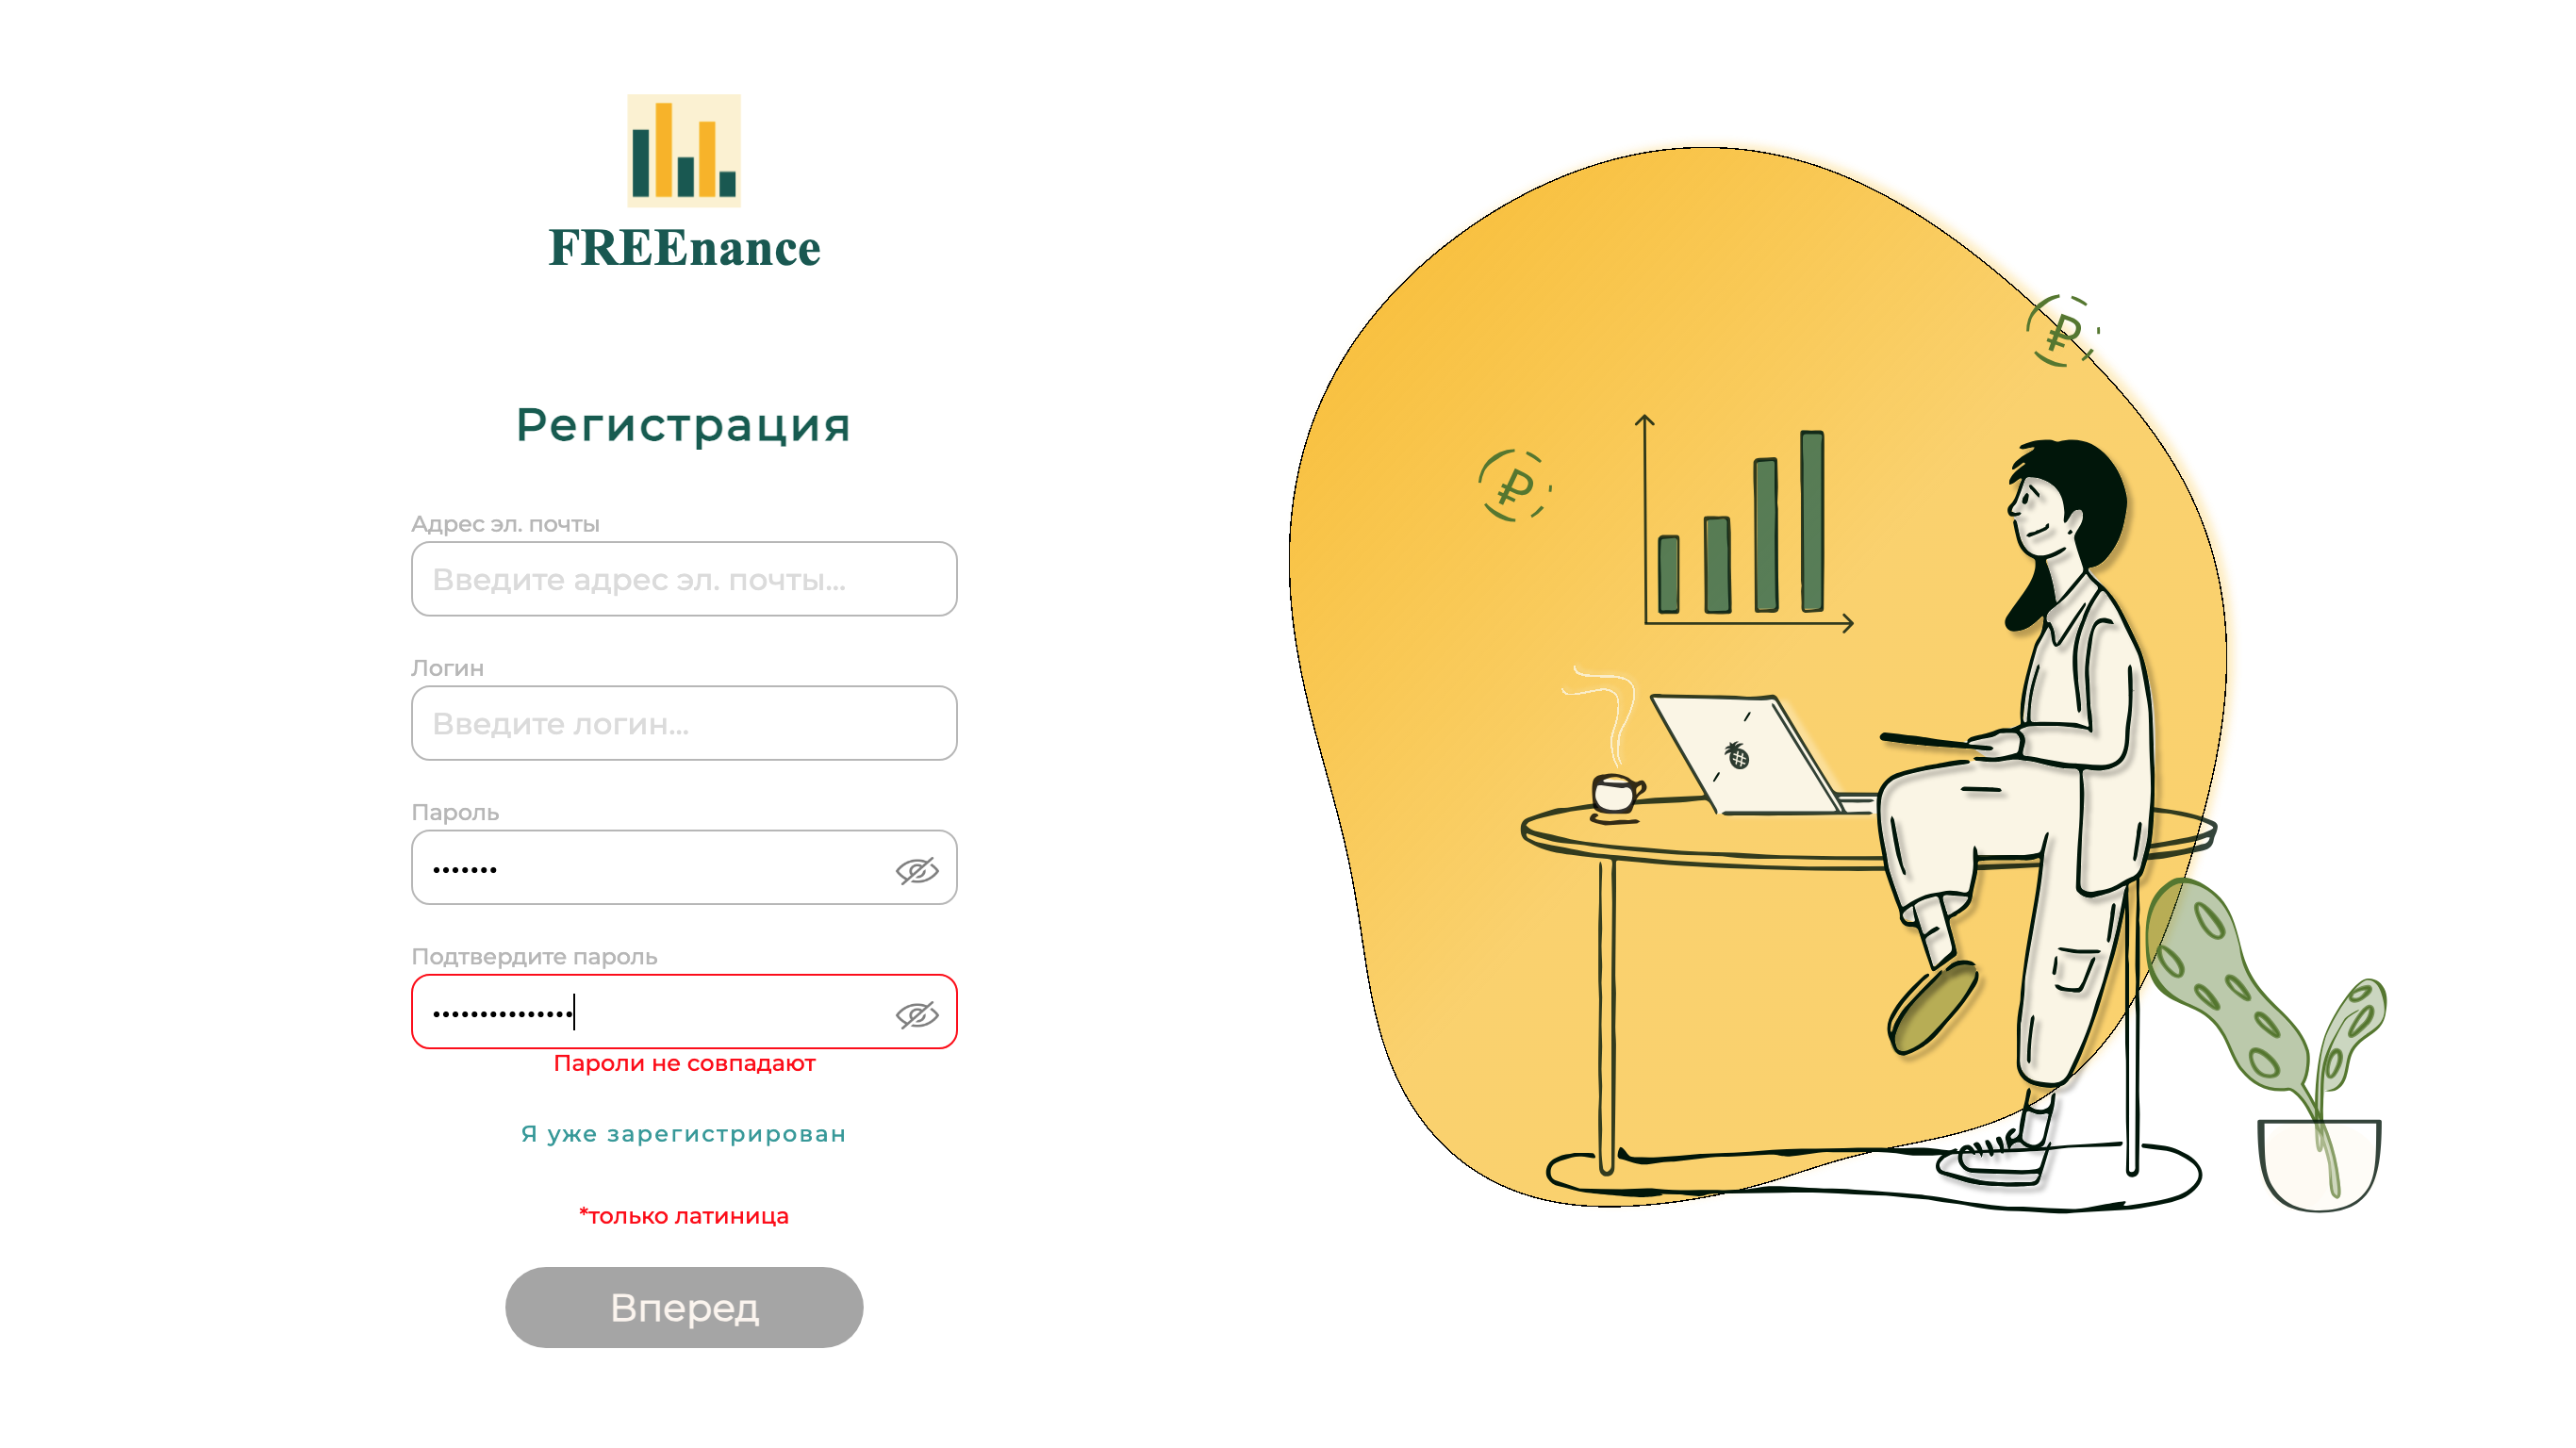 FREEnance
Регистрация
Адрес эл. почты
Введите адрес эл. почты...
Логин
Введите логин...
Пароль
•••••••
Подтвердите пароль
•••••••••••••••
Пароли не совпадают
Я уже зарегистрирован
*только латиница
Вперед
₽
₽